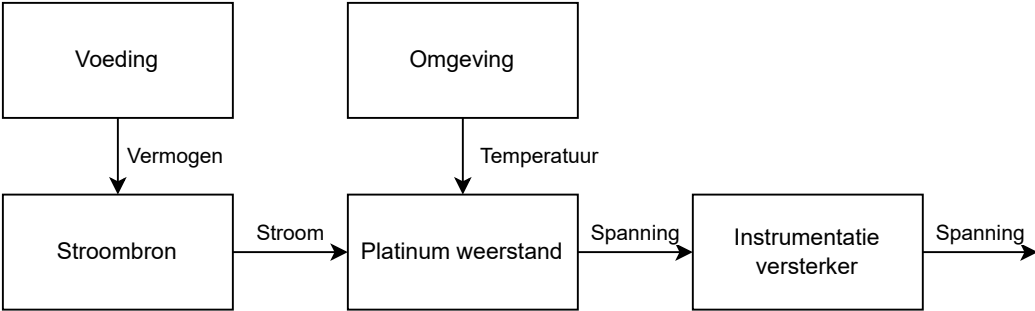 Voeding
Omgeving
Vermogen
Temperatuur
Stroombron
Stroom
Platinum weerstand
Spanning
Instrumentatie
versterker
Spanning